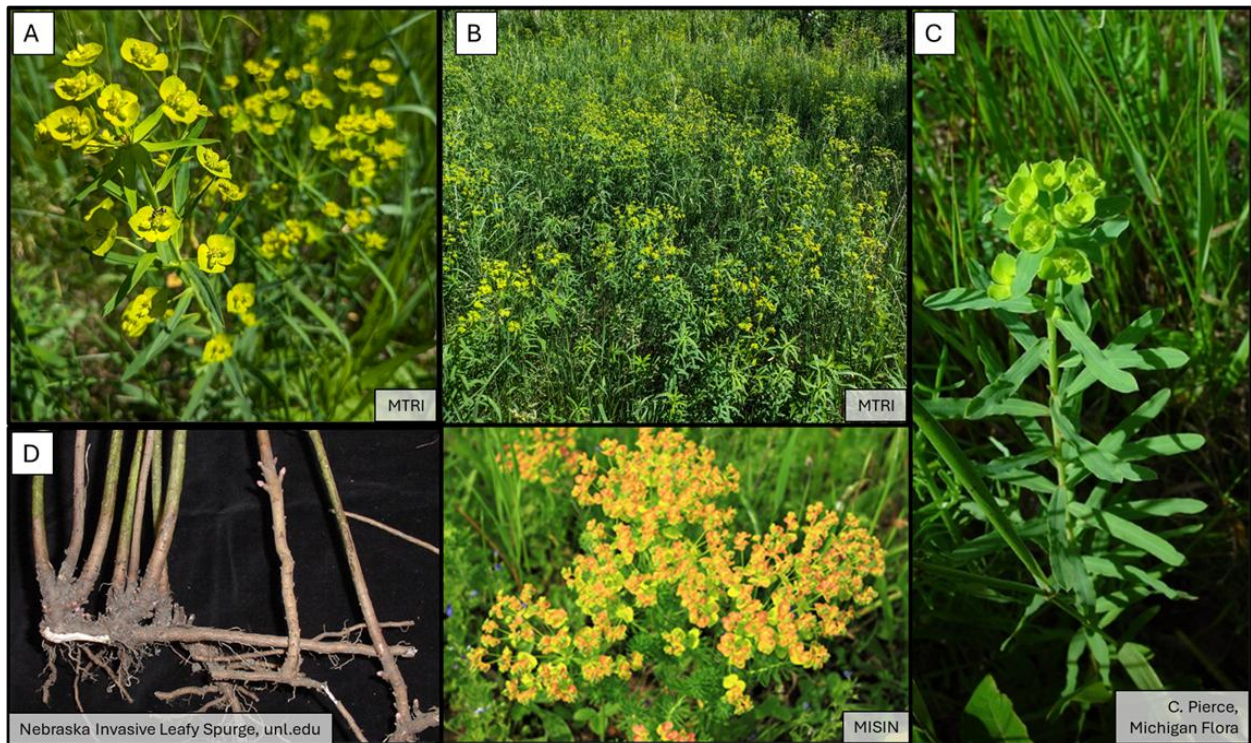 A
MTRI
B
MTRI
C
C. Pierce,
Michigan Flora
D
Nebraska Invasive Leafy Spurge, unl.edu
MISIN